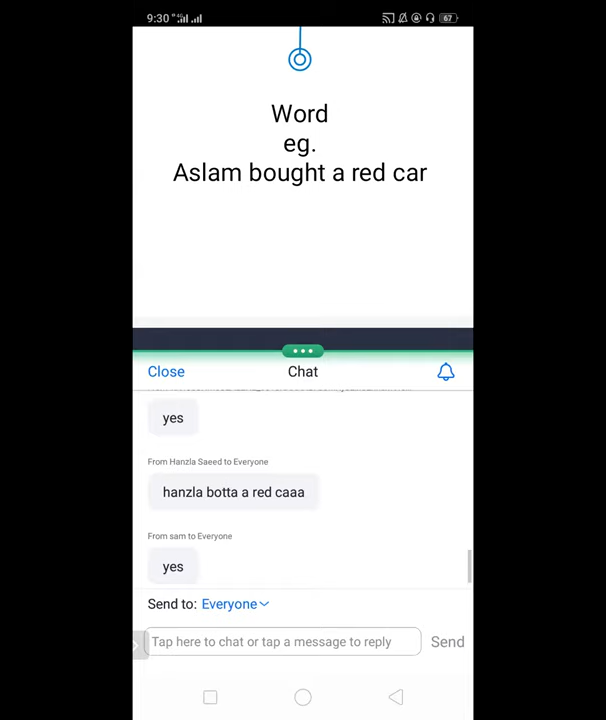 9:30
67
Word
eg.
Aslam bought a red car
Close
Chat
yes
From Hanzla Saeed to Everyone
hanzla botta a red caaa
From sam to Everyone
yes
Send to: Everyone
Tap here to chat or tap a message to reply
Send